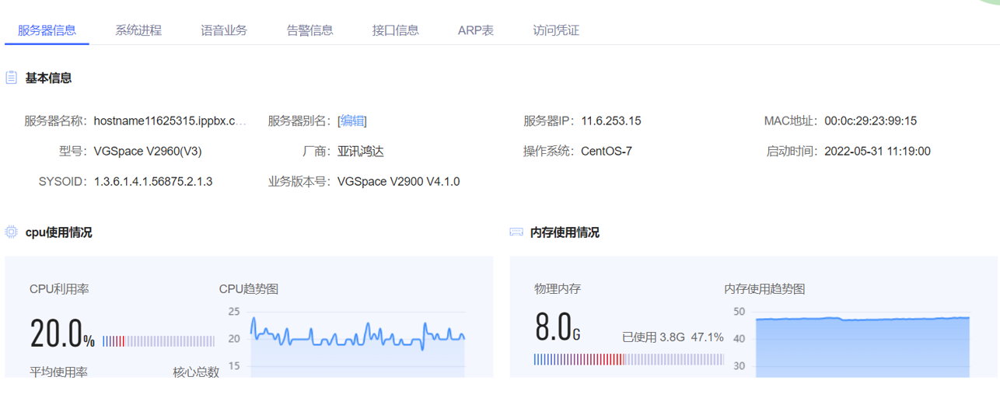 服务器信息 系统进程 语音业务 告警信息 接口信息 ARP表 访问凭证
基本信息
服务器名称: hostname11625315.ippbx.c... 服务器别名: [编辑] 服务器IP: 11.6.253.15 MAC地址: 00:0c:29:23:99:15
型号: VGSpace V2960(V3) 厂商: 亚讯鸿达 操作系统: CentOS-7 启动时间: 2022-05-31 11:19:00
SYSOID: 1.3.6.1.4.1.56875.2.1.3 业务版本号: VGSpace V2900 V4.1.0
cpu使用情况 内存使用情况
CPU利用率 CPU趋势图 物理内存 内存使用趋势图
25 50
20.0% 20 8.0G 已使用 3.8G 47.1% 40
平均使用率 核心总数 15 30